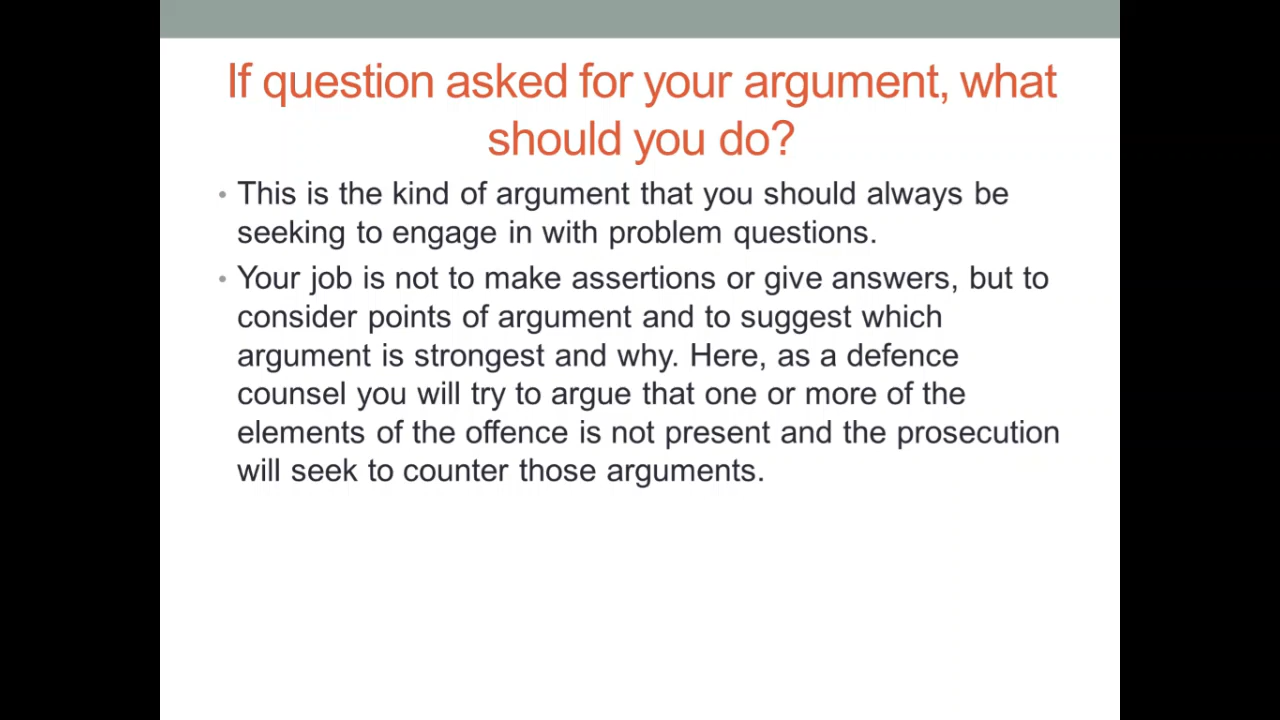 If question asked for your argument, what
should you do?
• This is the kind of argument that you should always be
seeking to engage in with problem questions.
• Your job is not to make assertions or give answers, but to
consider points of argument and to suggest which
argument is strongest and why. Here, as a defence
counsel you will try to argue that one or more of the
elements of the offence is not present and the prosecution
will seek to counter those arguments.